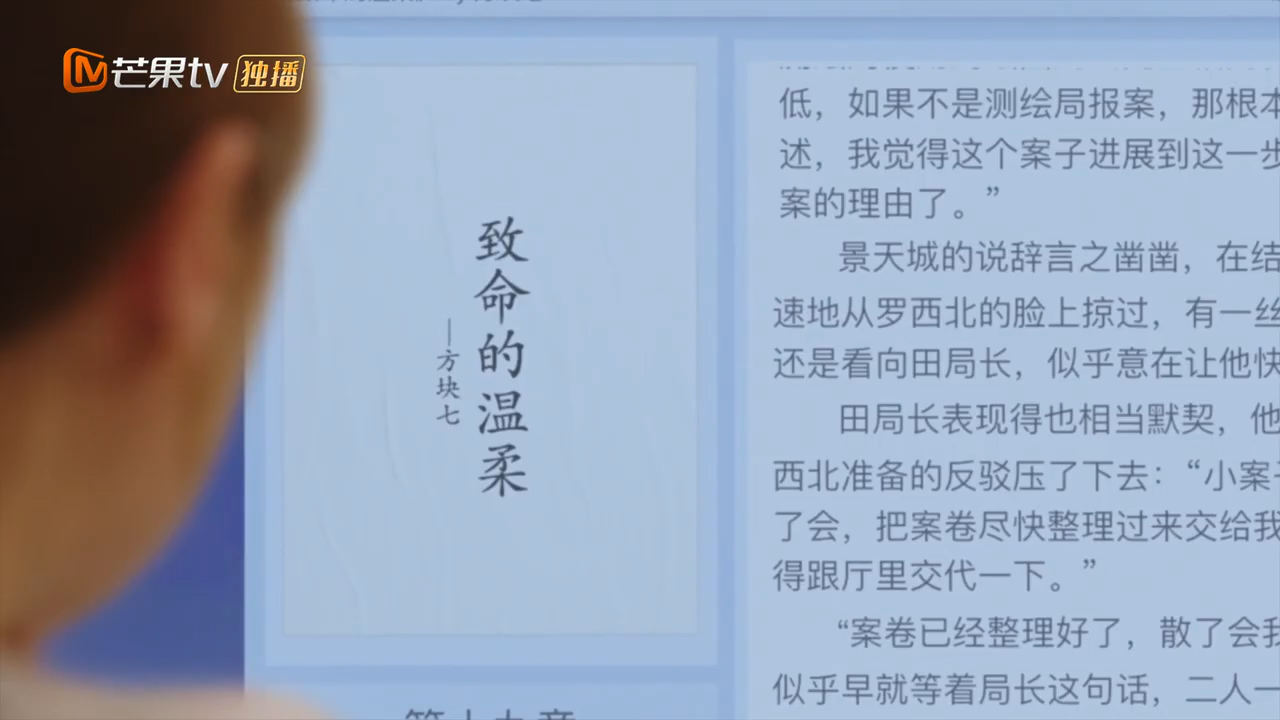 芒果TV 独播
致命的温柔
——方块七
低，如果不是测绘局报案，那根本
述，我觉得这个案子进展到这一步
案的理由了。”
景天城的说辞言之凿凿，在结
速地从罗西北的脸上掠过，有一丝
还是看向田局长，似乎意在让他快
田局长表现得也相当默契，他
西北准备的反驳压了下去：“小案子
了会，把案卷尽快整理过来交给我
得跟厅里交代一下。”
“案卷已经整理好了，散了会我
似乎早就等着局长这句话，二人一
第十九章